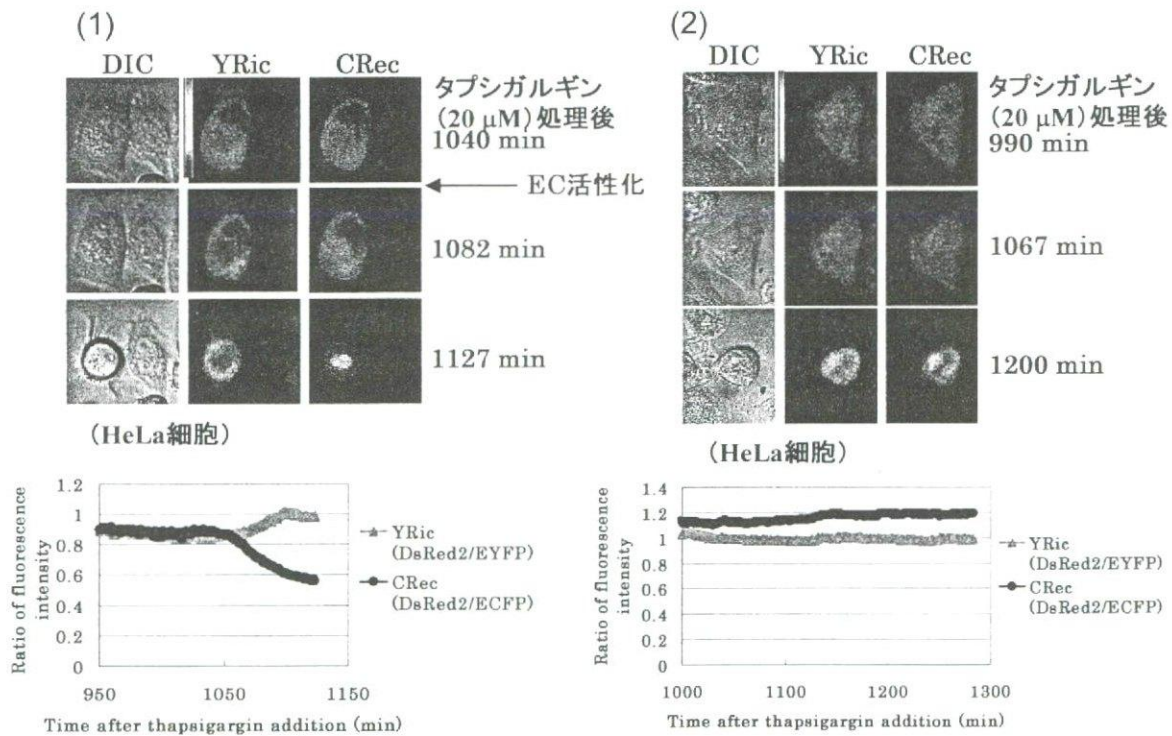 (1)
DIC YRic CRec
タプシガルギン
(20 μM)処理後
1040 min
EC活性化
1082 min
1127 min
(HeLa細胞)
Ratio of fluorescence
intensity
1.2
1
0.8
0.6
0.4
0.2
0
950 1050 1150
Time after thapsigargin addition (min)
YRic
(DsRed2/EYFP)
CRec
(DsRed2/ECFP)
(2)
DIC YRic CRec
タプシガルギン
(20 μM)処理後
990 min
1067 min
1200 min
(HeLa細胞)
Ratio of fluorescence
intensity
1.4
1.2
1
0.8
0.6
0.4
0.2
0
1000 1100 1200 1300
Time after thapsigargin addition (min)
YRic
(DsRed2/EYFP)
CRec
(DsRed2/ECFP)